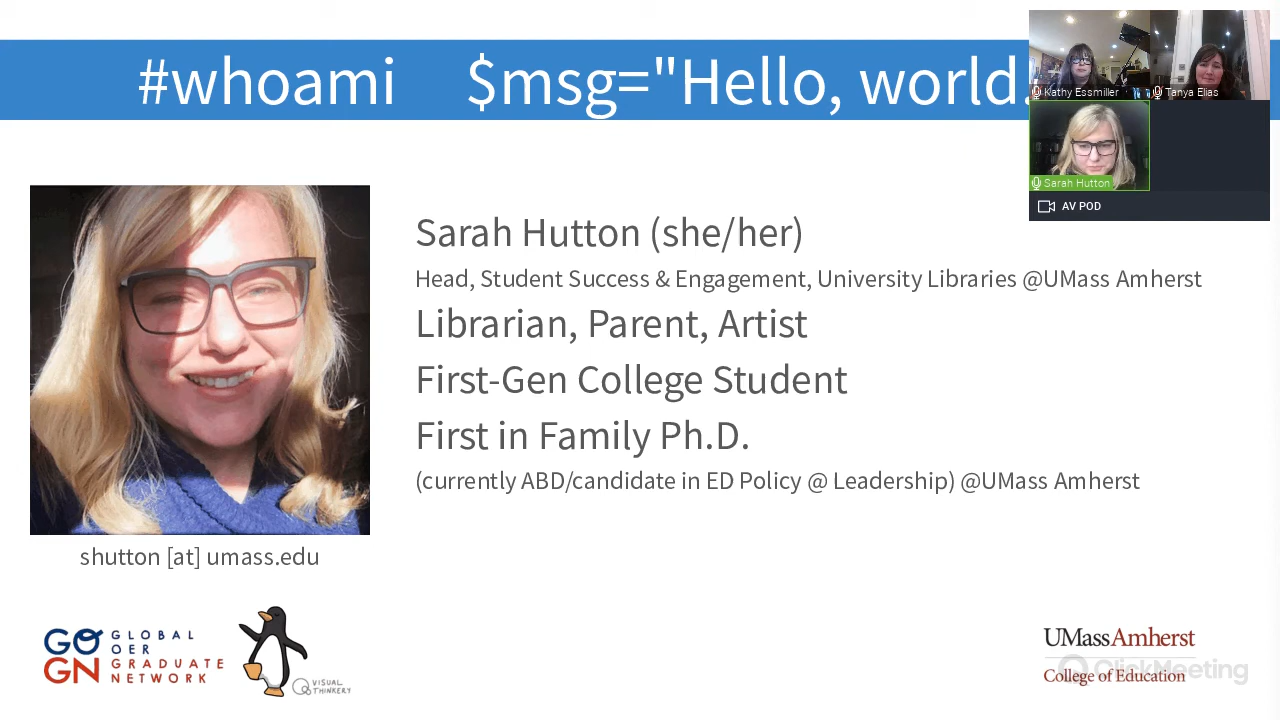 #whoami $msg="Hello, world.
Kathy Essmiller
Tanya Elias
Sarah Hutton
AV POD
Sarah Hutton (she/her)
Head, Student Success & Engagement, University Libraries @UMass Amherst
Librarian, Parent, Artist
First-Gen College Student
First in Family Ph.D.
(currently ABD/candidate in ED Policy @ Leadership) @UMass Amherst
shutton [at] umass.edu
GO
GN
GLOBAL
OER
GRADUATE
NETWORK
VISUAL
THINKERY
UMassAmherst
College of Education
ClickMeeting